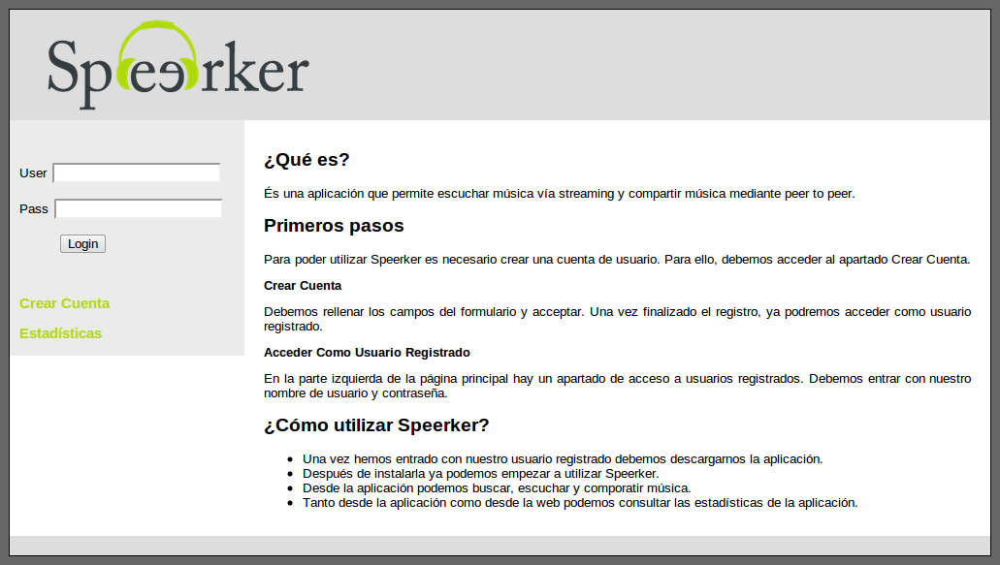 Speerker
User
Pass
Login
Crear Cuenta
Estadísticas
¿Qué es?
És una aplicación que permite escuchar música vía streaming y compartir música mediante peer to peer.
Primeros pasos
Para poder utilizar Speerker es necesario crear una cuenta de usuario. Para ello, debemos acceder al apartado Crear Cuenta.
Crear Cuenta
Debemos rellenar los campos del formulario y acceptar. Una vez finalizado el registro, ya podremos acceder como usuario
registrado.
Acceder Como Usuario Registrado
En la parte izquierda de la página principal hay un apartado de acceso a usuarios registrados. Debemos entrar con nuestro
nombre de usuario y contraseña.
¿Cómo utilizar Speerker?
• Una vez hemos entrado con nuestro usuario registrado debemos descargarnos la aplicación.
• Después de instalarla ya podemos empezar a utilizar Speerker.
• Desde la aplicación podemos buscar, escuchar y comporatir música.
• Tanto desde la aplicación como desde la web podemos consultar las estadísticas de la aplicación.